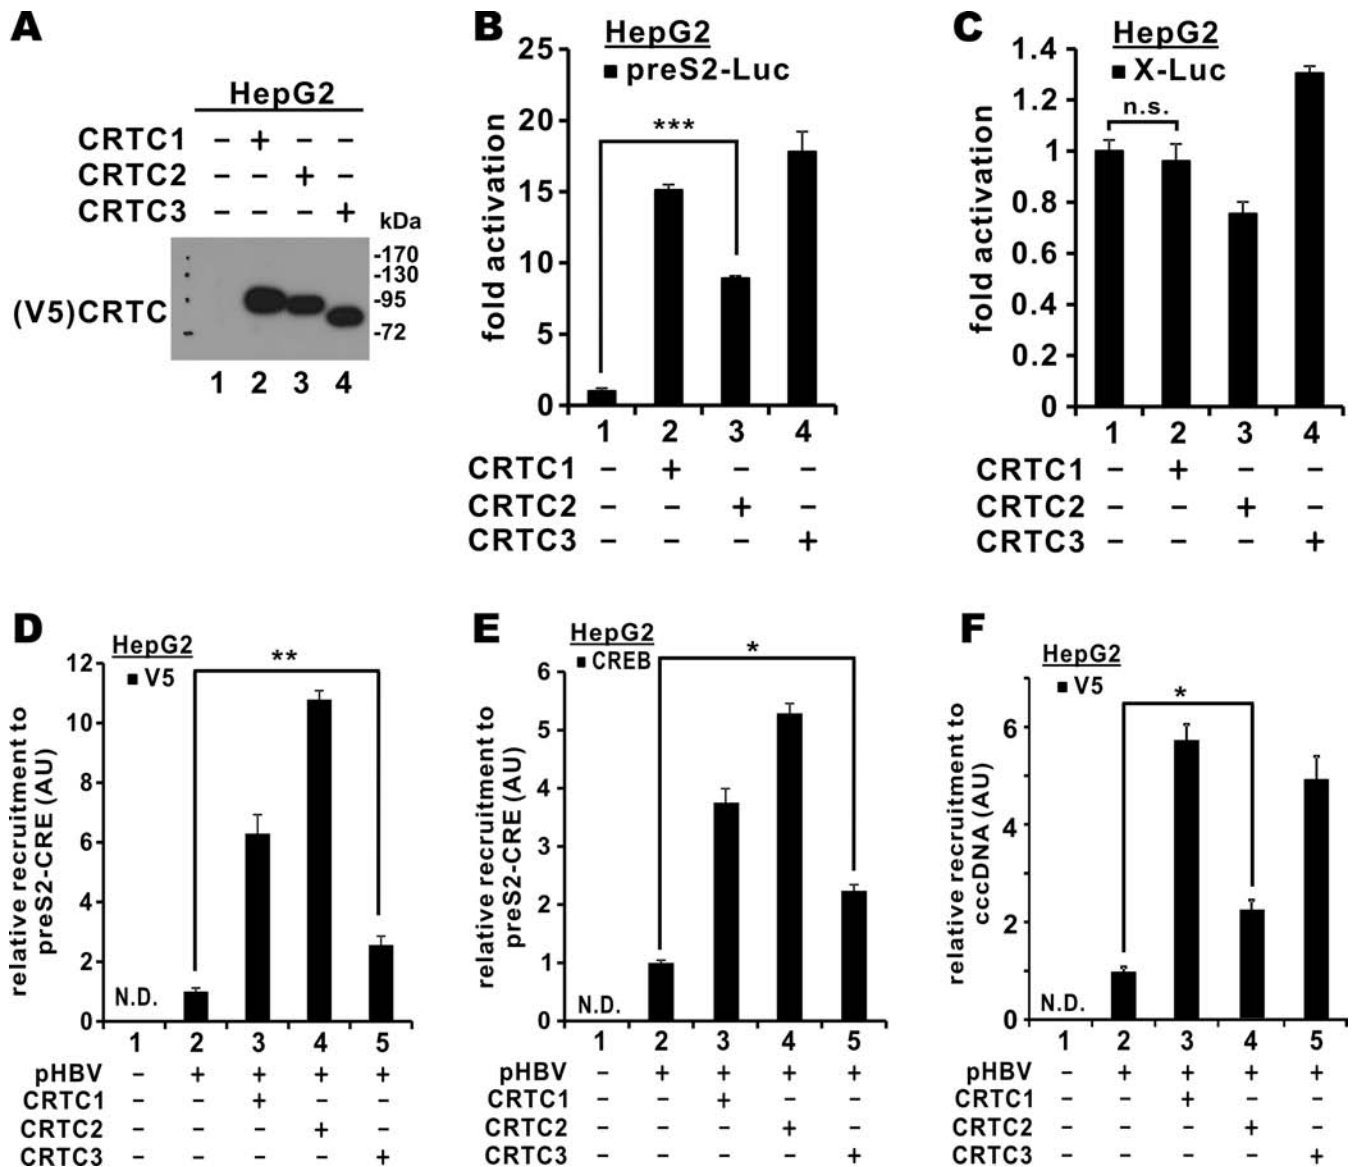 A
HepG2
CRTC1 – + – –
CRTC2 – – + –
CRTC3 – – – +
kDa
-170
-130
-95
-72
(V5)CRTC
1 2 3 4
B
HepG2
■ preS2-Luc
***
fold activation
25
20
15
10
5
0
1 2 3 4
CRTC1 – + – –
CRTC2 – – + –
CRTC3 – – – +
C
HepG2
■ X-Luc
n.s.
fold activation
1.4
1.2
1
0.8
0.6
0.4
0.2
0
1 2 3 4
CRTC1 – + – –
CRTC2 – – + –
CRTC3 – – – +
D
HepG2
■ V5
**
relative recruitment to
preS2-CRE (AU)
12
10
8
6
4
2
0
N.D.
1 2 3 4 5
pHBV – + + + +
CRTC1 – – + – –
CRTC2 – – – + –
CRTC3 – – – – +
E
HepG2
■ CREB
*
relative recruitment to
preS2-CRE (AU)
6
5
4
3
2
1
0
N.D.
1 2 3 4 5
pHBV – + + + +
CRTC1 – – + – –
CRTC2 – – – + –
CRTC3 – – – – +
F
HepG2
■ V5
*
relative recruitment to
cccDNA (AU)
6
4
2
0
N.D.
1 2 3 4 5
pHBV – + + + +
CRTC1 – – + – –
CRTC2 – – – + –
CRTC3 – – – – +